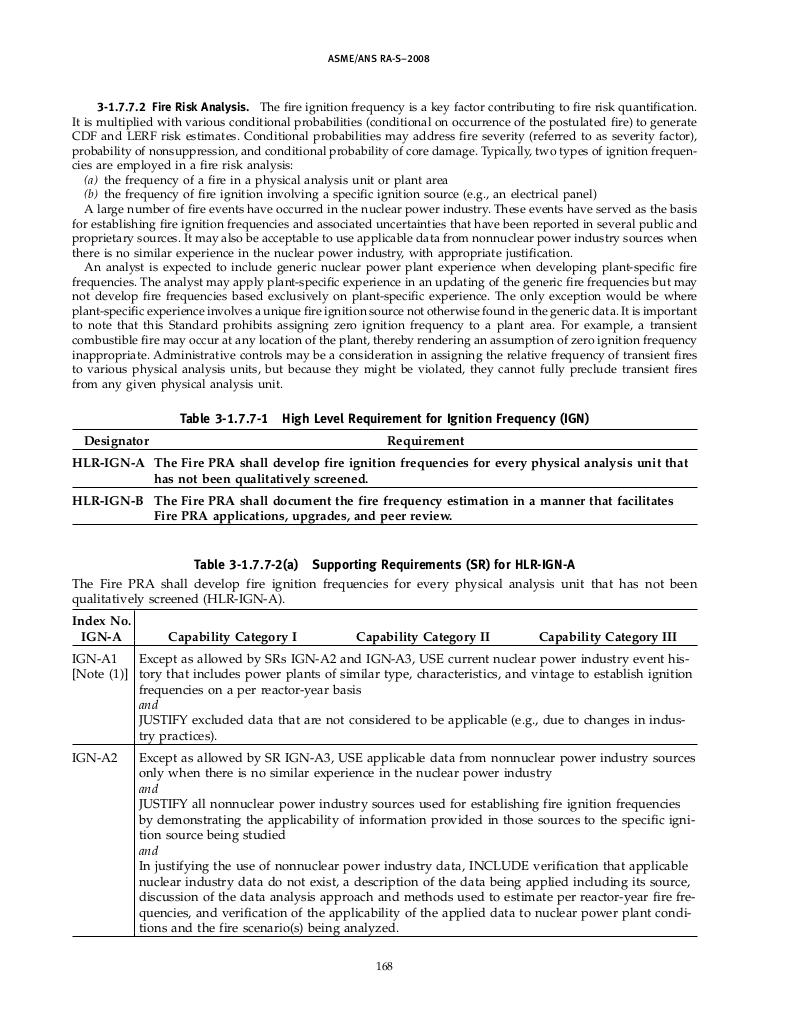 ASME/ANS RA-S–2008
3-1.7.7.2 Fire Risk Analysis. The fire ignition frequency is a key factor contributing to fire risk quantification.
It is multiplied with various conditional probabilities (conditional on occurrence of the postulated fire) to generate
CDF and LERF risk estimates. Conditional probabilities may address fire severity (referred to as severity factor),
probability of nonsuppression, and conditional probability of core damage. Typically, two types of ignition frequen-
cies are employed in a fire risk analysis:
(a) the frequency of a fire in a physical analysis unit or plant area
(b) the frequency of fire ignition involving a specific ignition source (e.g., an electrical panel)
A large number of fire events have occurred in the nuclear power industry. These events have served as the basis
for establishing fire ignition frequencies and associated uncertainties that have been reported in several public and
proprietary sources. It may also be acceptable to use applicable data from nonnuclear power industry sources when
there is no similar experience in the nuclear power industry, with appropriate justification.
An analyst is expected to include generic nuclear power plant experience when developing plant-specific fire
frequencies. The analyst may apply plant-specific experience in an updating of the generic fire frequencies but may
not develop fire frequencies based exclusively on plant-specific experience. The only exception would be where
plant-specific experience involves a unique fire ignition source not otherwise found in the generic data. It is important
to note that this Standard prohibits assigning zero ignition frequency to a plant area. For example, a transient
combustible fire may occur at any location of the plant, thereby rendering an assumption of zero ignition frequency
inappropriate. Administrative controls may be a consideration in assigning the relative frequency of transient fires
to various physical analysis units, but because they might be violated, they cannot fully preclude transient fires
from any given physical analysis unit.
Table 3-1.7.7-1 High Level Requirement for Ignition Frequency (IGN)
Designator Requirement
HLR-IGN-A The Fire PRA shall develop fire ignition frequencies for every physical analysis unit that
has not been qualitatively screened.
HLR-IGN-B The Fire PRA shall document the fire frequency estimation in a manner that facilitates
Fire PRA applications, upgrades, and peer review.
Table 3-1.7.7-2(a) Supporting Requirements (SR) for HLR-IGN-A
The Fire PRA shall develop fire ignition frequencies for every physical analysis unit that has not been
qualitatively screened (HLR-IGN-A).
Index No.
IGN-A Capability Category I Capability Category II Capability Category III
IGN-A1 Except as allowed by SRs IGN-A2 and IGN-A3, USE current nuclear power industry event his-
[Note (1)] tory that includes power plants of similar type, characteristics, and vintage to establish ignition
frequencies on a per reactor-year basis
and
JUSTIFY excluded data that are not considered to be applicable (e.g., due to changes in indus-
try practices).
IGN-A2 Except as allowed by SR IGN-A3, USE applicable data from nonnuclear power industry sources
only when there is no similar experience in the nuclear power industry
and
JUSTIFY all nonnuclear power industry sources used for establishing fire ignition frequencies
by demonstrating the applicability of information provided in those sources to the specific igni-
tion source being studied
and
In justifying the use of nonnuclear power industry data, INCLUDE verification that applicable
nuclear industry data do not exist, a description of the data being applied including its source,
discussion of the data analysis approach and methods used to estimate per reactor-year fire fre-
quencies, and verification of the applicability of the applied data to nuclear power plant condi-
tions and the fire scenario(s) being analyzed.
168